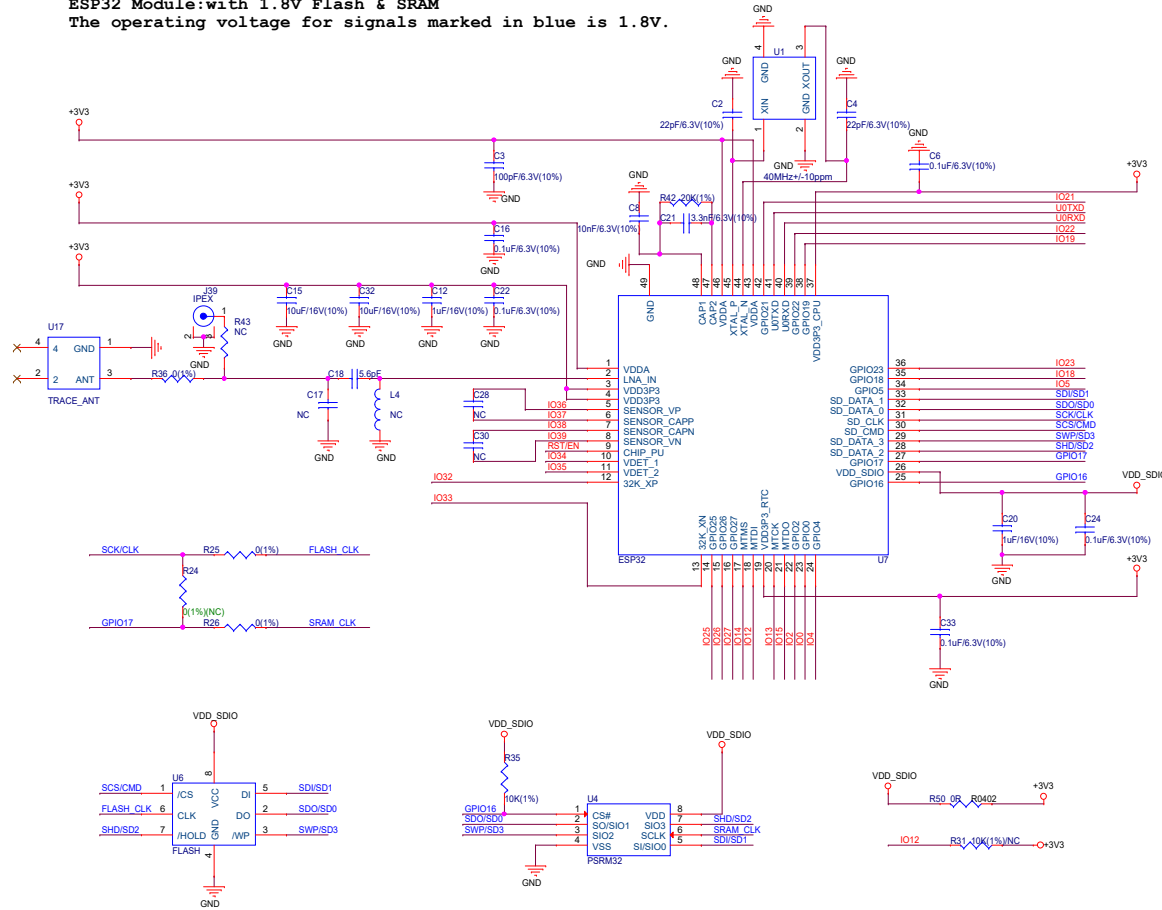 ESP32 Module:with 1.8V Flash & SRAM
The operating voltage for signals marked in blue is 1.8V.
GND
4
3
GND
XOUT
U1
XIN
GND
1
2
GND
40MHz+/-10ppm
GND
C2
22pF/6.3V(10%)
GND
C4
22pF/6.3V(10%)
+3V3
C3
100pF/6.3V(10%)
GND
+3V3
C16
0.1uF/6.3V(10%)
GND
+3V3
C15
10uF/16V(10%)
GND
C32
10uF/16V(10%)
GND
C12
1uF/16V(10%)
GND
C22
0.1uF/6.3V(10%)
GND
GND
C8
10nF/6.3V(10%)
R42 20K(1%)
C21 3.3nF/6.3V(10%)
GND
GND
C6
0.1uF/6.3V(10%)
+3V3
IO21
U0TXD
U0RXD
IO22
IO19
J39
IPEX
2
3
GND
R43
NC
U17
4 4 GND 1
2 2 ANT 3
TRACE_ANT
R36 0(1%)
C17
NC
GND
C18 5.6pF
L4
NC
GND
C28
NC
C30
NC
IO36
IO37
IO38
IO39
RST/EN
IO34
IO35
IO32
IO33
49
GND
48 CAP1
47 CAP2
46 VDDA
45 XTAL_P
44 XTAL_N
43 VDDA
42 GPIO21
41 U0TXD
40 U0RXD
39 GPIO22
38 GPIO19
37 VDD3P3_CPU
1 VDDA
2 LNA_IN
3 VDD3P3
4 VDD3P3
5 SENSOR_VP
6 SENSOR_CAPP
7 SENSOR_CAPN
8 SENSOR_VN
9 CHIP_PU
10 VDET_1
11 VDET_2
12 32K_XP
GPIO23 36 IO23
GPIO18 35 IO18
GPIO5 34 IO5
SD_DATA_1 33 SDI/SD1
SD_DATA_0 32 SDO/SD0
SD_CLK 31 SCK/CLK
SD_CMD 30 SCS/CMD
SD_DATA_3 29 SWP/SD3
SD_DATA_2 28 SHD/SD2
GPIO17 27 GPIO17
VDD_SDIO 26
GPIO16 25 GPIO16
VDD_SDIO
C20
1uF/16V(10%)
GND
C24
0.1uF/6.3V(10%)
13 32K_XN
14 GPIO25 IO25
15 GPIO26 IO26
16 GPIO27 IO27
17 MTMS IO14
18 MTDI IO12
19 VDD3P3_RTC
20 MTCK IO13
21 MTDO IO15
22 GPIO2 IO2
23 GPIO0 IO0
24 GPIO4 IO4
ESP32
U7
+3V3
C33
0.1uF/6.3V(10%)
GND
SCK/CLK R25 0(1%) FLASH_CLK
R24
0(1%)(NC)
GPIO17 R26 0(1%) SRAM_CLK
VDD_SDIO
U6
8
VCC
SCS/CMD 1 /CS DI 5 SDI/SD1
FLASH_CLK 6 CLK DO 2 SDO/SD0
SHD/SD2 7 /HOLD /WP 3 SWP/SD3
GND
FLASH
4
GND
VDD_SDIO
R35
10K(1%)
U4
GPIO16 1 CS# VDD 8
SDO/SD0 2 SO/SIO1 SIO3 7 SHD/SD2
SWP/SD3 3 SIO2 SCLK 6 SRAM_CLK
4 VSS SI/SIO0 5 SDI/SD1
PSRM32
GND
VDD_SDIO
VDD_SDIO
R50 0R R0402
+3V3
IO12 R31 10K(1%)/NC +3V3